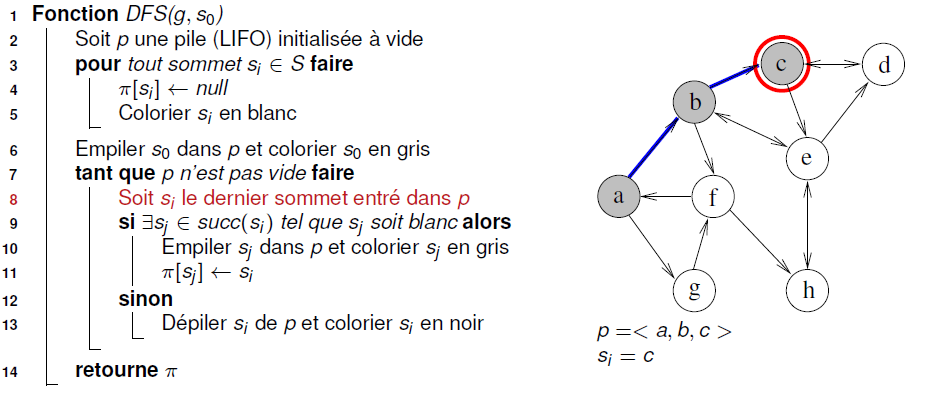 1 Fonction DFS(g, s₀)
2 Soit p une pile (LIFO) initialisée à vide
3 pour tout sommet sᵢ ∈ S faire
4 π[sᵢ] ← null
5 Colorier sᵢ en blanc
6 Empiler s₀ dans p et colorier s₀ en gris
7 tant que p n'est pas vide faire
8 Soit sᵢ le dernier sommet entré dans p
9 si ∃sⱼ ∈ succ(sᵢ) tel que sⱼ soit blanc alors
10 Empiler sⱼ dans p et colorier sⱼ en gris
11 π[sⱼ] ← sᵢ
12 sinon
13 Dépiler sᵢ de p et colorier sᵢ en noir
14 retourne π
c d
b
e
a f
g h
p =< a, b, c >
sᵢ = c